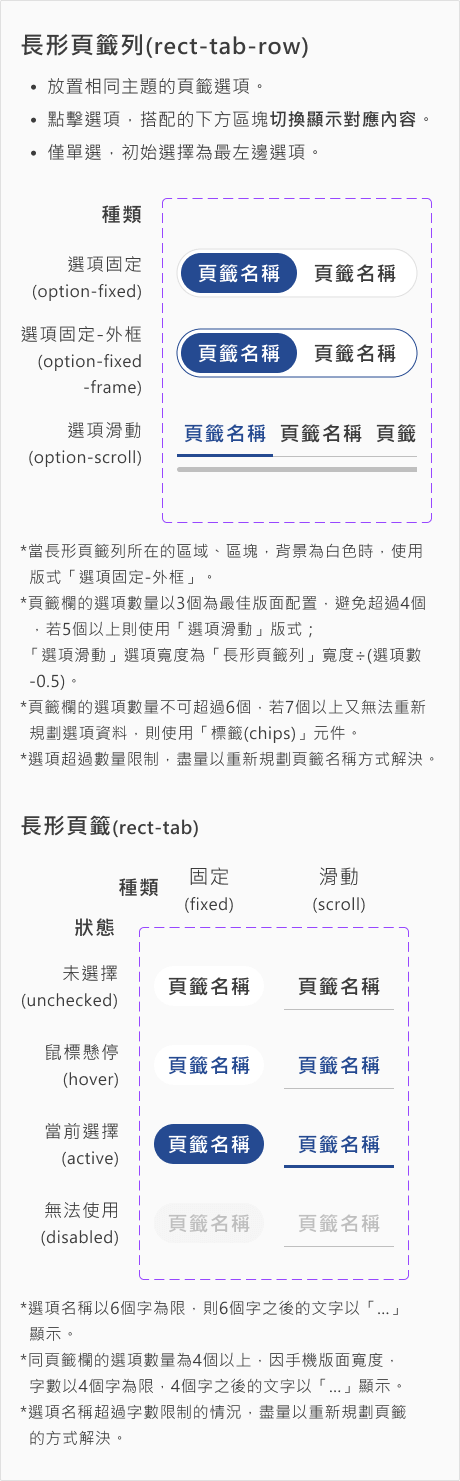 長形頁籤列(rect-tab-row)
• 放置相同主題的頁籤選項。
• 點擊選項，搭配的下方區塊切換顯示對應內容。
• 僅單選，初始選擇為最左邊選項。
種類
選項固定
(option-fixed)
頁籤名稱 頁籤名稱
選項固定-外框
(option-fixed
-frame)
頁籤名稱 頁籤名稱
選項滑動
(option-scroll)
頁籤名稱 頁籤名稱 頁籤
*當長形頁籤列所在的區域、區塊，背景為白色時，使用
版式「選項固定-外框」。
*頁籤欄的選項數量以3個為最佳版面配置，避免超過4個
，若5個以上則使用「選項滑動」版式；
「選項滑動」選項寬度為「長形頁籤列」寬度÷(選項數
-0.5)。
*頁籤欄的選項數量不可超過6個，若7個以上又無法重新
規劃選項資料，則使用「標籤(chips)」元件。
*選項超過數量限制，盡量以重新規劃頁籤名稱方式解決。
長形頁籤(rect-tab)
種類
固定
(fixed)
滑動
(scroll)
狀態
未選擇
(unchecked)
頁籤名稱 頁籤名稱
鼠標懸停
(hover)
頁籤名稱 頁籤名稱
當前選擇
(active)
頁籤名稱 頁籤名稱
無法使用
(disabled)
頁籤名稱 頁籤名稱
*選項名稱以6個字為限，則6個字之後的文字以「...」
顯示。
*同頁籤欄的選項數量為4個以上，因手機版面寬度，
字數以4個字為限，4個字之後的文字以「...」顯示。
*選項名稱超過字數限制的情況，盡量以重新規劃頁籤
的方式解決。